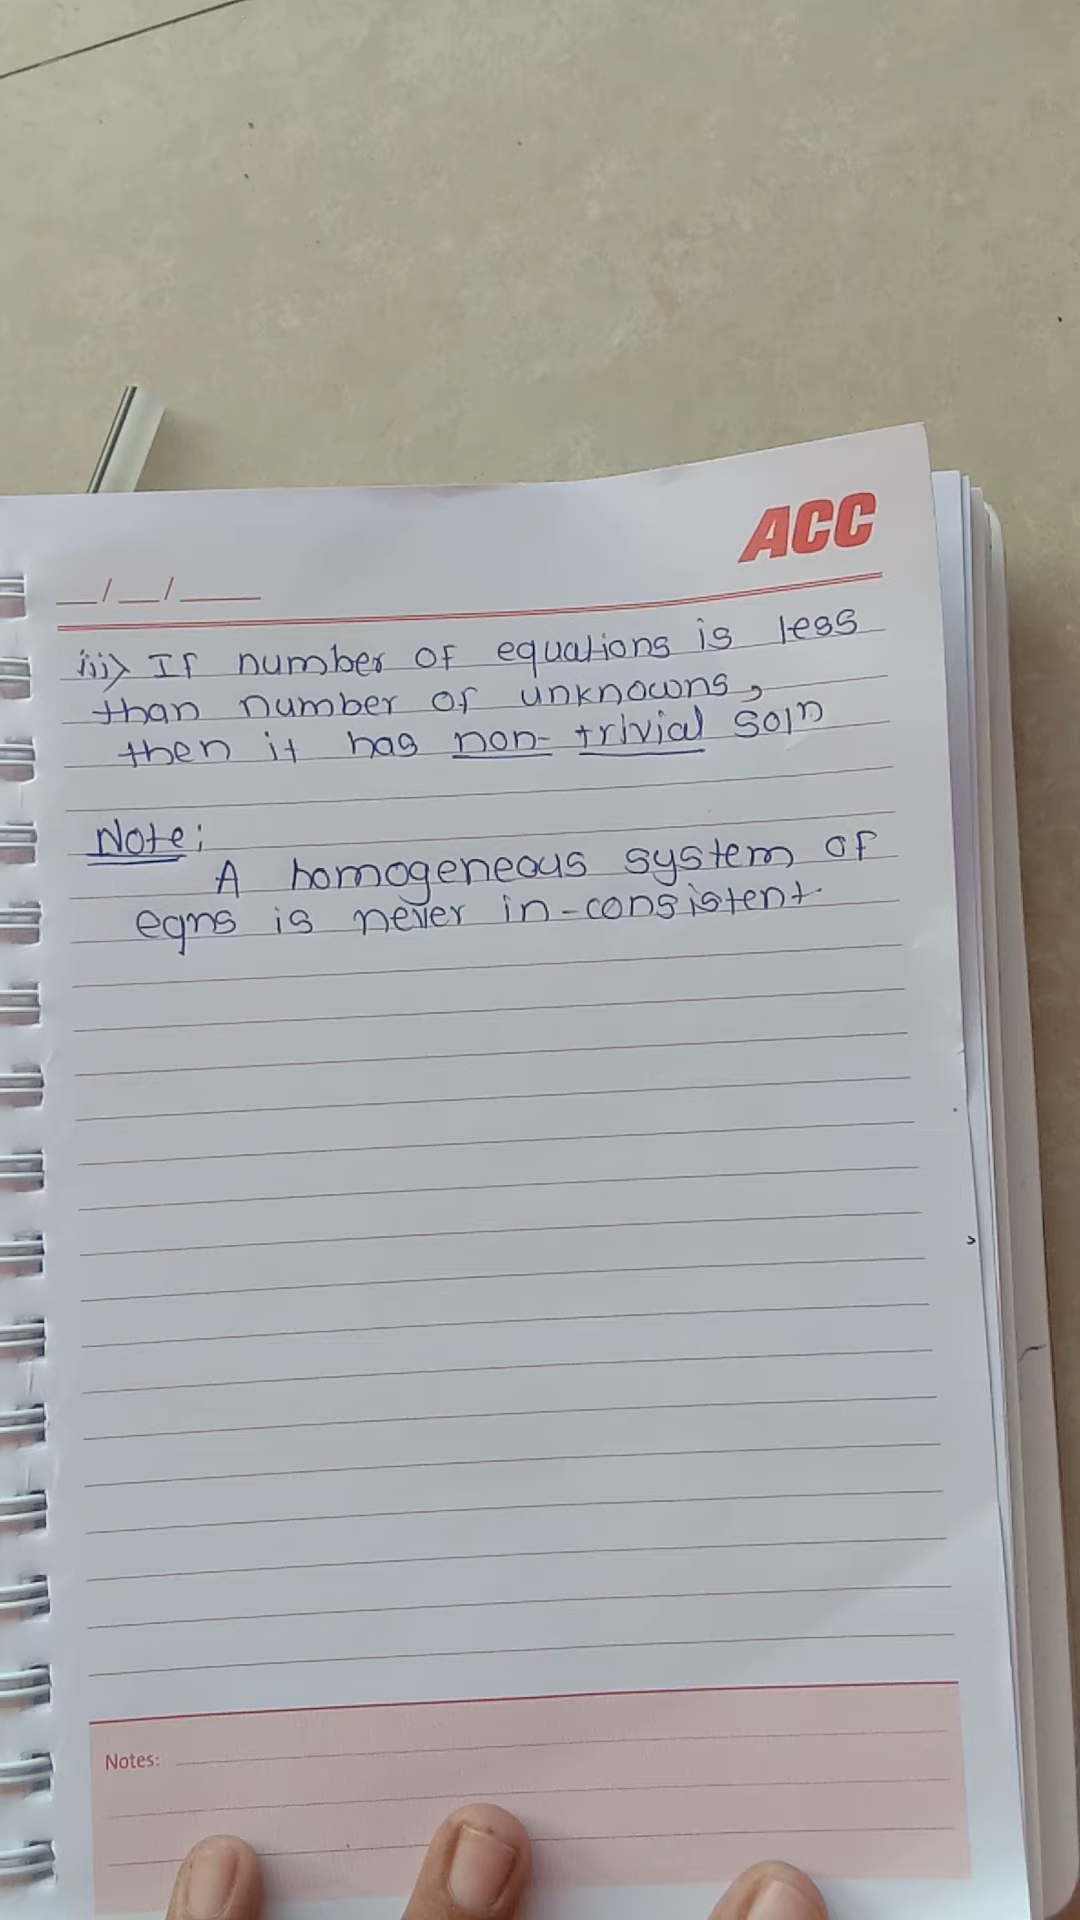 ACC
__/__/____
iii> If number of equations is less
than number of unknowns,
then it has non-trivial soln
Note:
A homogeneous system of
eqns is never in-consistent
Notes: